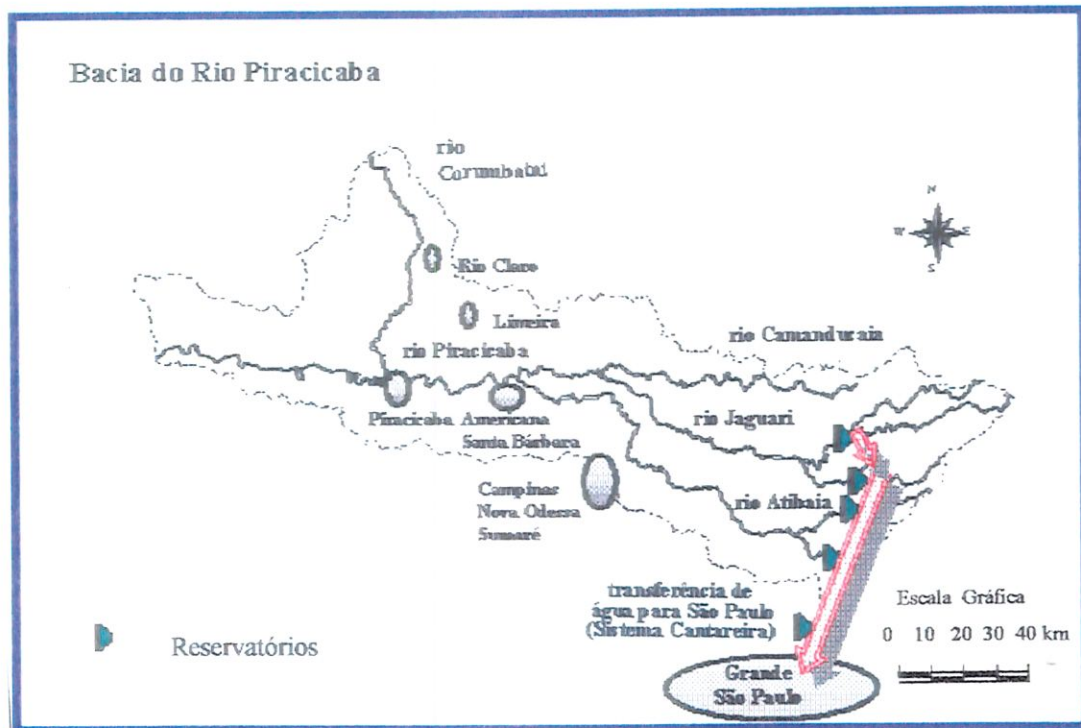 Bacia do Rio Piracicaba
rio
Corumbataí
N
W E
S
Rio Claro
Limeira
rio Camanducaia
rio Piracicaba
Piracicaba Americana
Santa Bárbara
rio Jaguari
Campinas
Nova Odessa
Sumaré
rio Atibaia
transferência de
água para São Paulo
(Sistema Cantareira)
Escala Gráfica
0 10 20 30 40 km
Reservatórios
Grande
São Paulo